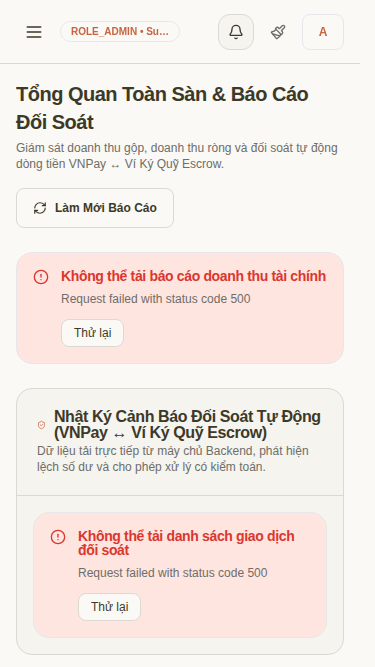 ROLE_ADMIN • Su...
A
Tổng Quan Toàn Sàn & Báo Cáo
Đối Soát
Giám sát doanh thu gộp, doanh thu ròng và đối soát tự động
dòng tiền VNPay ↔ Ví Ký Quỹ Escrow.
Làm Mới Báo Cáo
Không thể tải báo cáo doanh thu tài chính
Request failed with status code 500
Thử lại
Nhật Ký Cảnh Báo Đối Soát Tự Động
(VNPay ↔ Ví Ký Quỹ Escrow)
Dữ liệu tải trực tiếp từ máy chủ Backend, phát hiện
lệch số dư và cho phép xử lý có kiểm toán.
Không thể tải danh sách giao dịch
đối soát
Request failed with status code 500
Thử lại